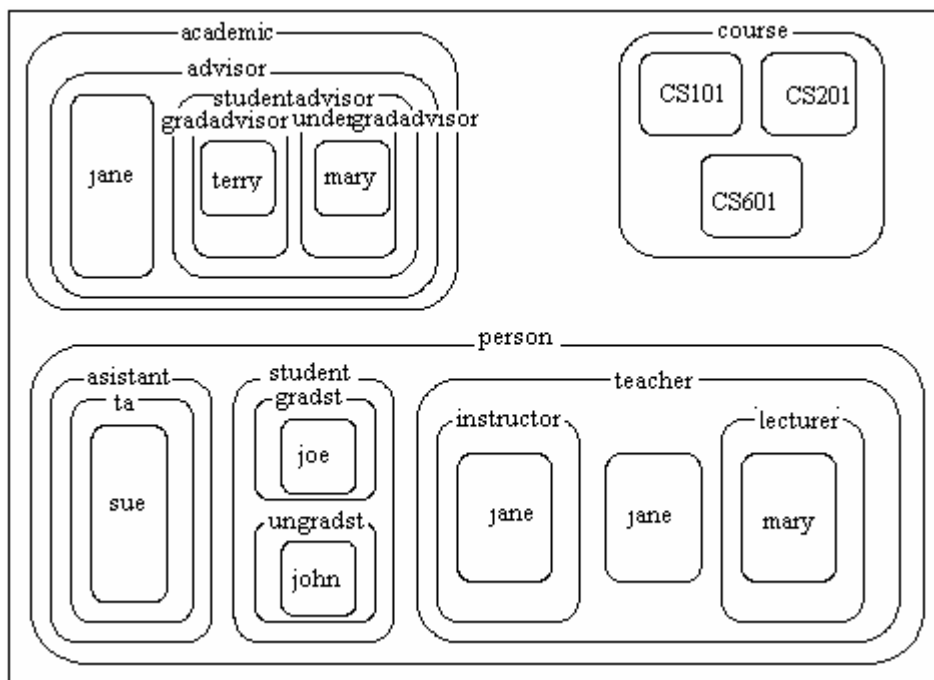 academic
advisor
studentadvisor
gradadvisor
undergradadvisor
jane
terry
mary
course
CS101
CS201
CS601
person
asistant
ta
sue
student
gradst
joe
ungradst
john
teacher
instructor
jane
jane
lecturer
mary